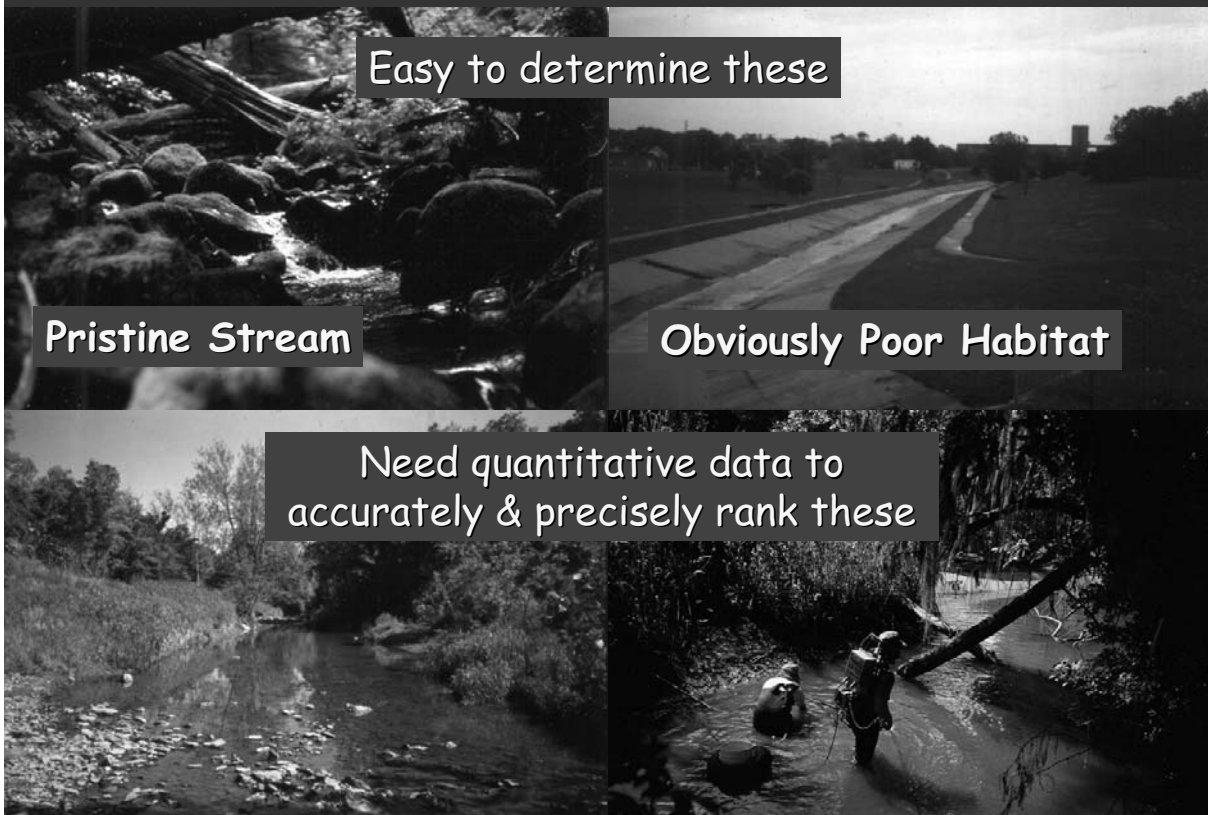 Easy to determine these
Pristine Stream
Obviously Poor Habitat
Need quantitative data to
accurately & precisely rank these